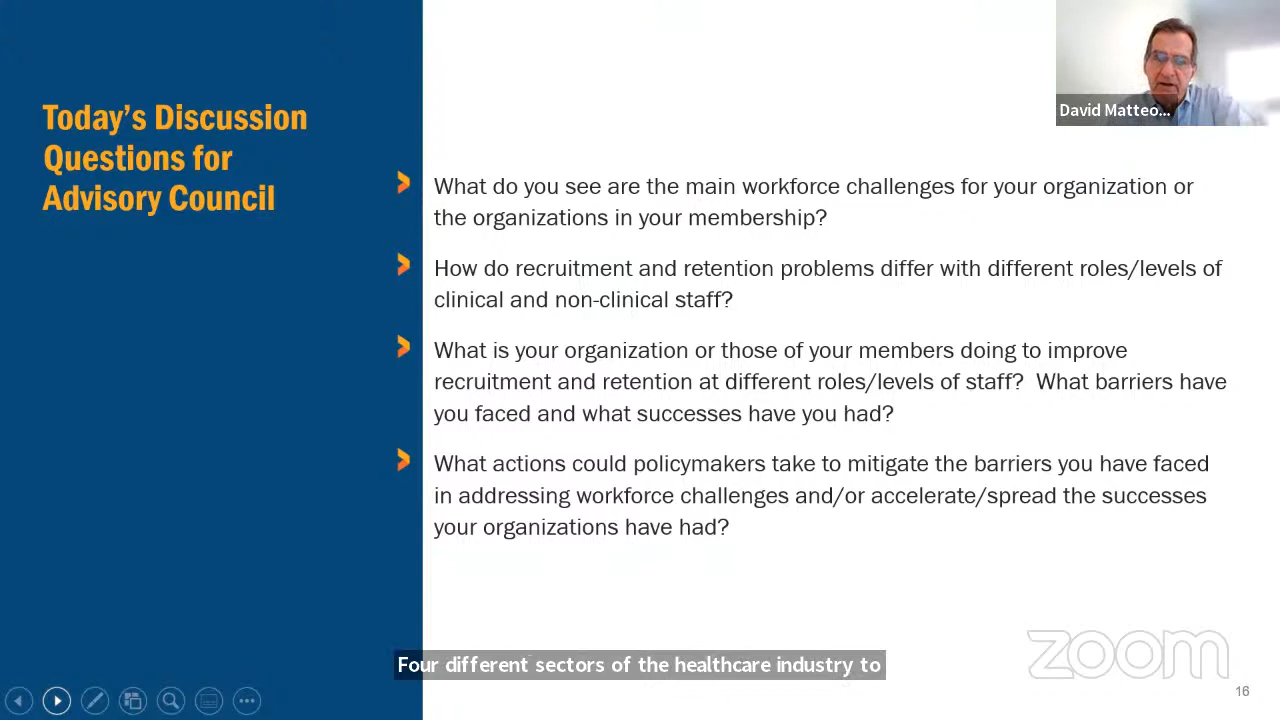 Today's Discussion
Questions for
Advisory Council
David Matteo...
What do you see are the main workforce challenges for your organization or
the organizations in your membership?
How do recruitment and retention problems differ with different roles/levels of
clinical and non-clinical staff?
What is your organization or those of your members doing to improve
recruitment and retention at different roles/levels of staff?  What barriers have
you faced and what successes have you had?
What actions could policymakers take to mitigate the barriers you have faced
in addressing workforce challenges and/or accelerate/spread the successes
your organizations have had?
Four different sectors of the healthcare industry to
zoom
16